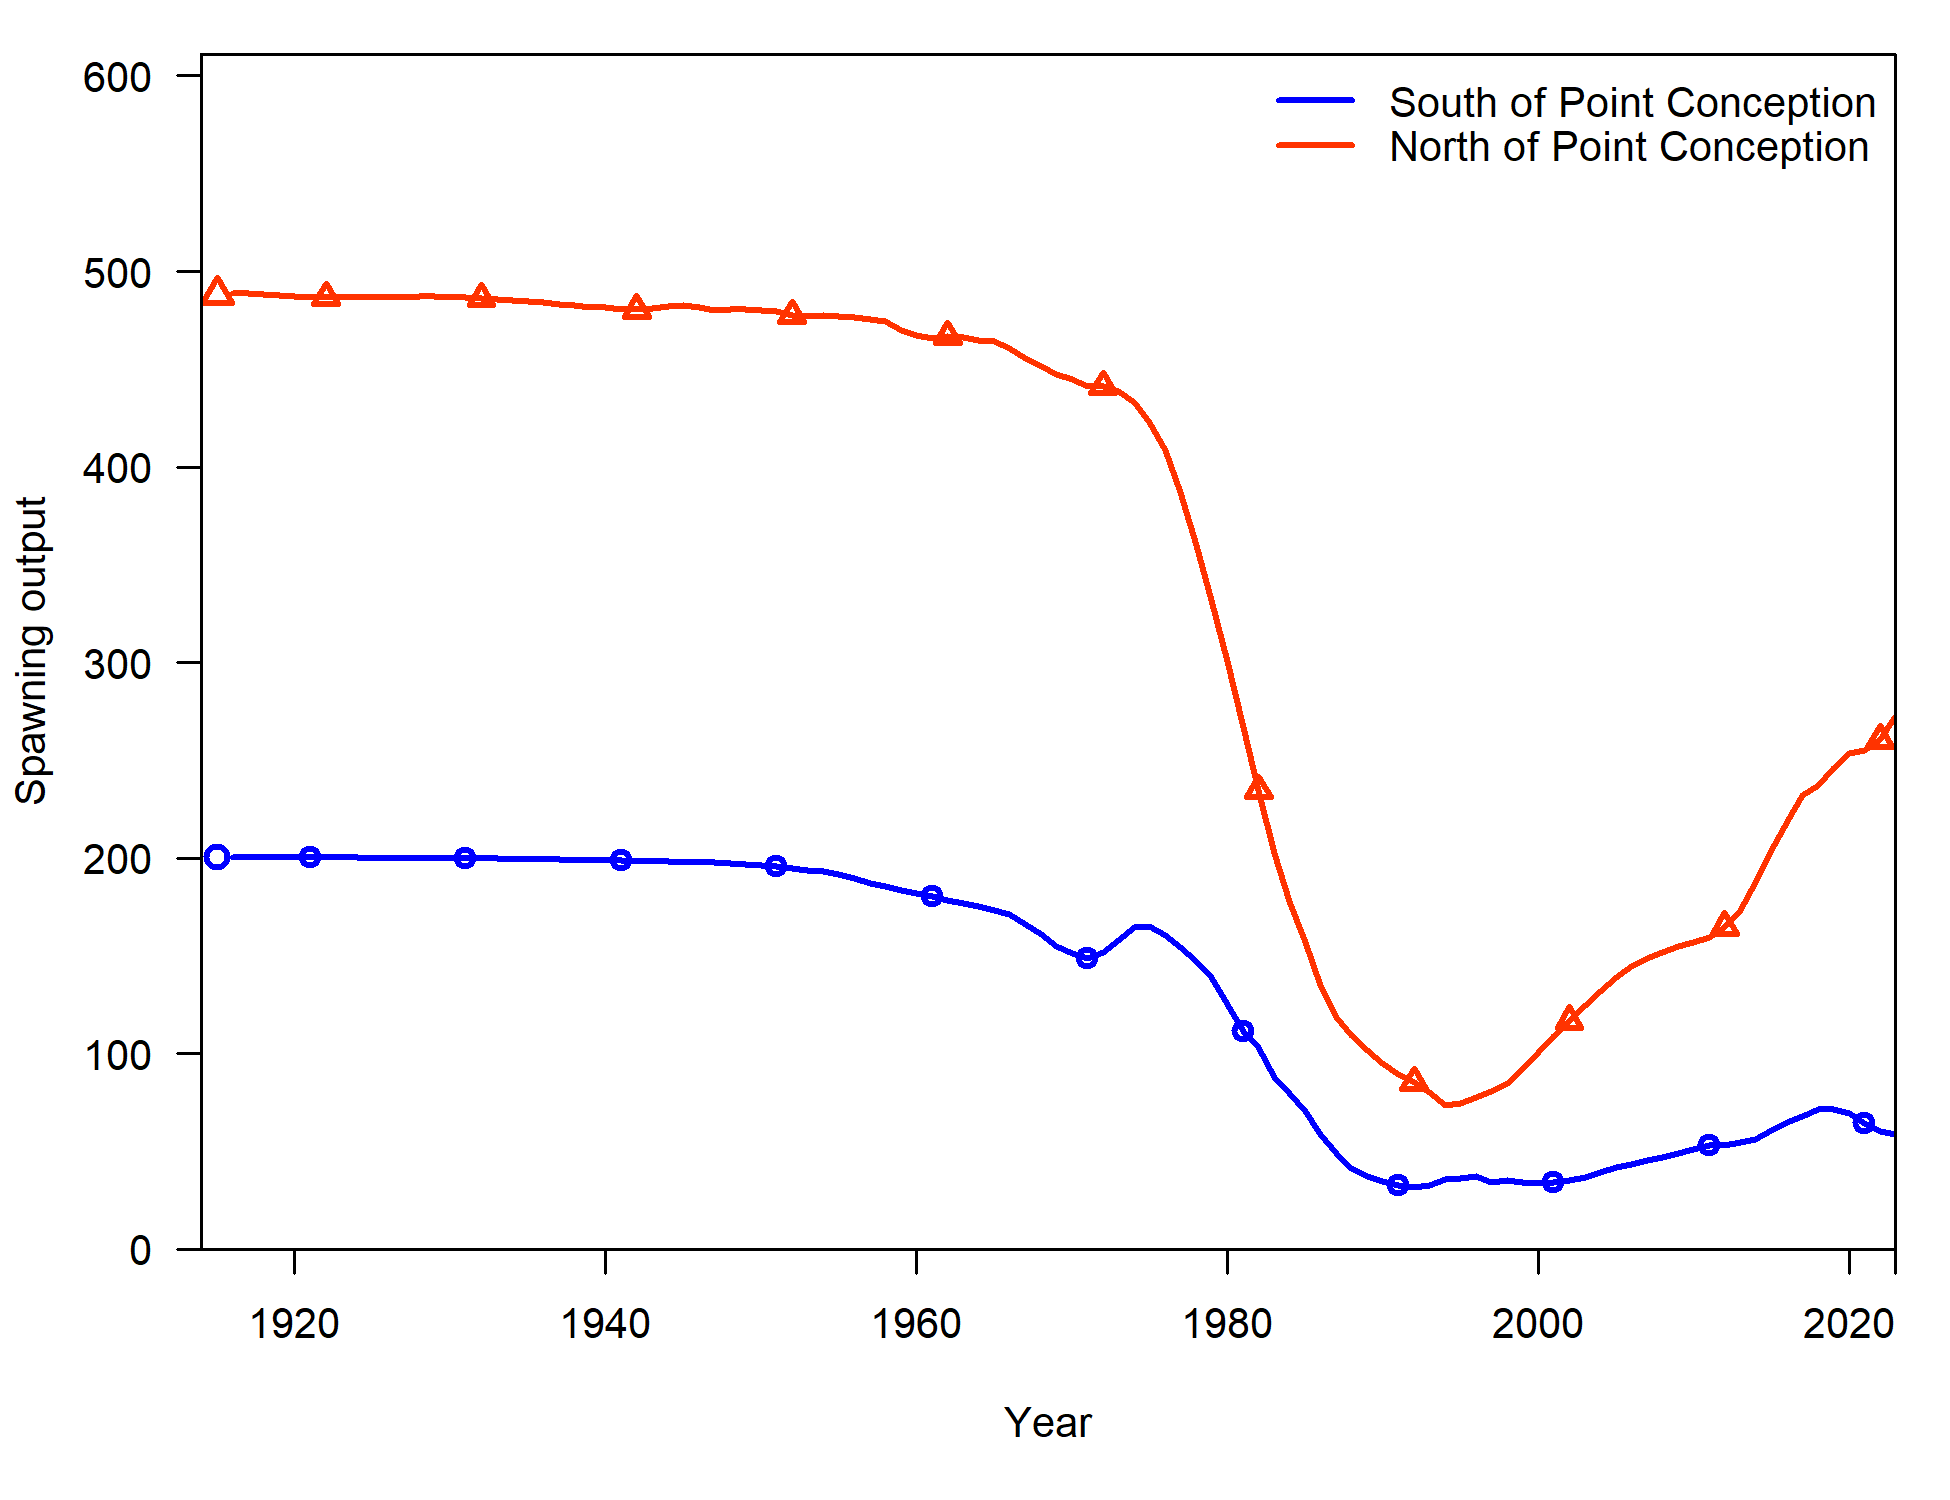 600
500
400
300
200
100
0
Spawning output
South of Point Conception
North of Point Conception
1920 1940 1960 1980 2000 2020
Year